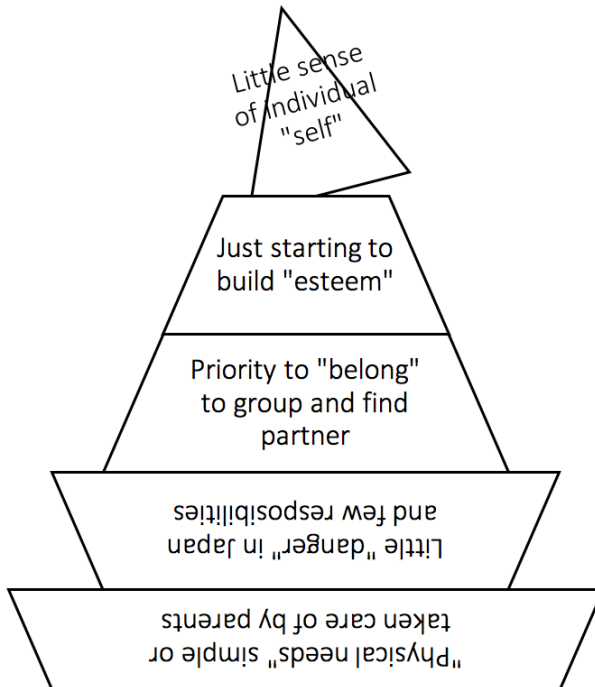 Little sense
of individual
"self"
Just starting to
build "esteem"
Priority to "belong"
to group and find
partner
Little "danger" in Japan
and few resposibilities
"Physical needs" simple or
taken care of by parents